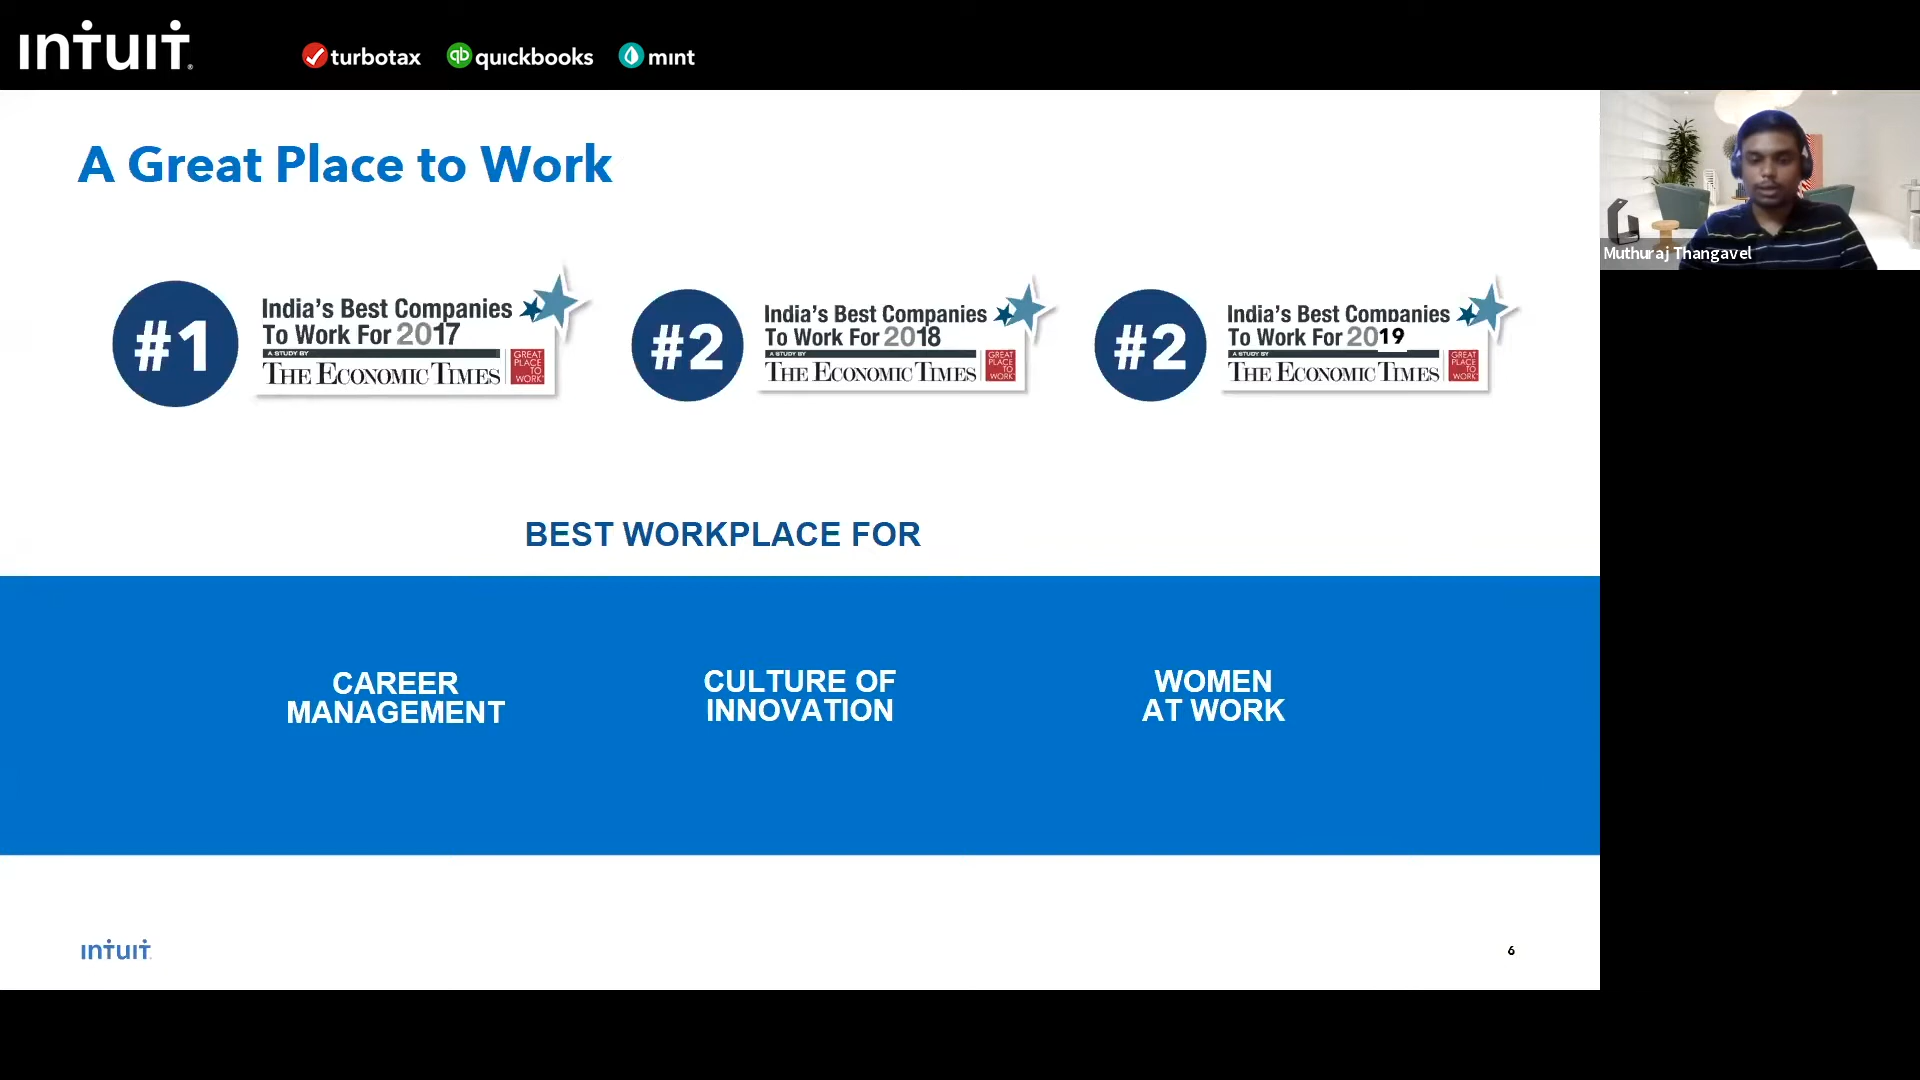 intuit
turbotax
qb quickbooks
mint
A Great Place to Work
#1
India's Best Companies
To Work For 2017
A STUDY BY
THE ECONOMIC TIMES
GREAT
PLACE
TO
WORK
#2
India's Best Companies
To Work For 2018
A STUDY BY
THE ECONOMIC TIMES
GREAT
PLACE
TO
WORK
#2
India's Best Companies
To Work For 2019
A STUDY BY
THE ECONOMIC TIMES
GREAT
PLACE
TO
WORK
Muthuraj Thangavel
BEST WORKPLACE FOR
CAREER
MANAGEMENT
CULTURE OF
INNOVATION
WOMEN
AT WORK
intuit
6